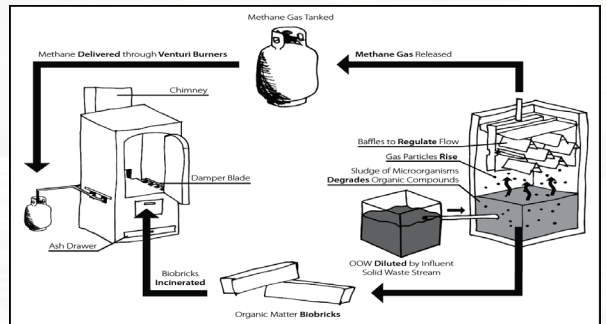 Methane Gas Tanked
Methane Delivered through Venturi Burners
Methane Gas Released
Chimney
Baffles to Regulate Flow
Gas Particles Rise
Sludge of Microorganisms
Degrades Organic Compounds
Damper Blade
Ash Drawer
OOW Diluted by Influent
Solid Waste Stream
Biobricks
Incinerated
Organic Matter Biobricks